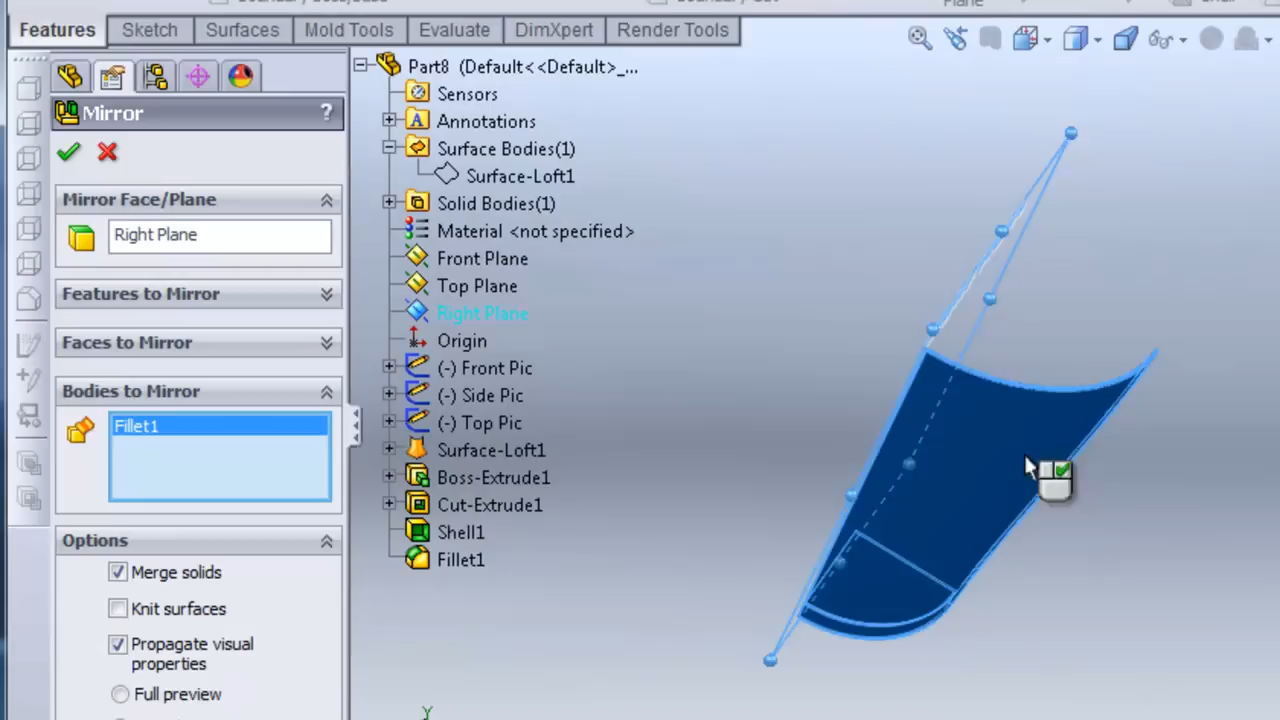 Plane
Features
Sketch
Surfaces
Mold Tools
Evaluate
DimXpert
Render Tools
Mirror
?
Mirror Face/Plane
Right Plane
Features to Mirror
Faces to Mirror
Bodies to Mirror
Fillet1
Options
Merge solids
Knit surfaces
Propagate visual
properties
Full preview
Part8 (Default<<Default>_...
Sensors
Annotations
Surface Bodies(1)
Surface-Loft1
Solid Bodies(1)
Material <not specified>
Front Plane
Top Plane
Right Plane
Origin
(-) Front Pic
(-) Side Pic
(-) Top Pic
Surface-Loft1
Boss-Extrude1
Cut-Extrude1
Shell1
Fillet1
Y